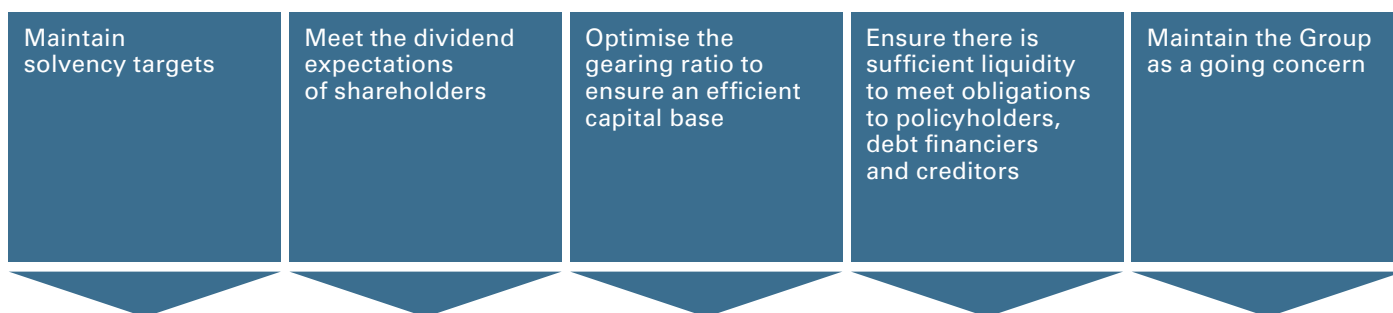 Maintain
solvency targets
Meet the dividend
expectations
of shareholders
Optimise the
gearing ratio to
ensure an efficient
capital base
Ensure there is
sufficient liquidity
to meet obligations
to policyholders,
debt financiers
and creditors
Maintain the Group
as a going concern